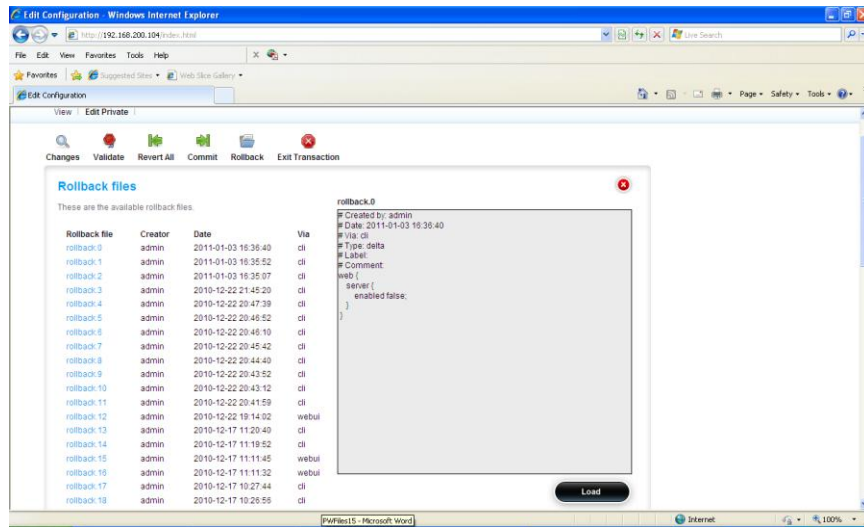 Edit Configuration - Windows Internet Explorer
http://192.168.200.104/index.html
Live Search
File Edit View Favorites Tools Help
Favorites Suggested Sites Web Slice Gallery
Edit Configuration Page Safety Tools
View Edit Private
Changes Validate Revert All Commit Rollback Exit Transaction
Rollback files
These are the available rollback files.
Rollback file Creator Date Via
rollback.0 admin 2011-01-03 16:36:40 cli
rollback.1 admin 2011-01-03 16:35:52 cli
rollback.2 admin 2011-01-03 16:35:07 cli
rollback.3 admin 2010-12-22 21:45:20 cli
rollback.4 admin 2010-12-22 20:47:39 cli
rollback.5 admin 2010-12-22 20:46:52 cli
rollback.6 admin 2010-12-22 20:46:10 cli
rollback.7 admin 2010-12-22 20:45:42 cli
rollback.8 admin 2010-12-22 20:44:40 cli
rollback.9 admin 2010-12-22 20:43:52 cli
rollback.10 admin 2010-12-22 20:43:12 cli
rollback.11 admin 2010-12-22 20:41:59 cli
rollback.12 admin 2010-12-22 19:14:02 webui
rollback.13 admin 2010-12-17 11:20:40 cli
rollback.14 admin 2010-12-17 11:19:52 cli
rollback.15 admin 2010-12-17 11:11:45 webui
rollback.16 admin 2010-12-17 11:11:32 webui
rollback.17 admin 2010-12-17 10:27:44 cli
rollback.18 admin 2010-12-17 10:26:56 cli
rollback.0
# Created by: admin
# Date: 2011-01-03 16:36:40
# Via: cli
# Type: delta
# Label:
# Comment:
web {
server {
enabled false;
}
}
Load
PWFiles15 - Microsoft Word
Internet 100%